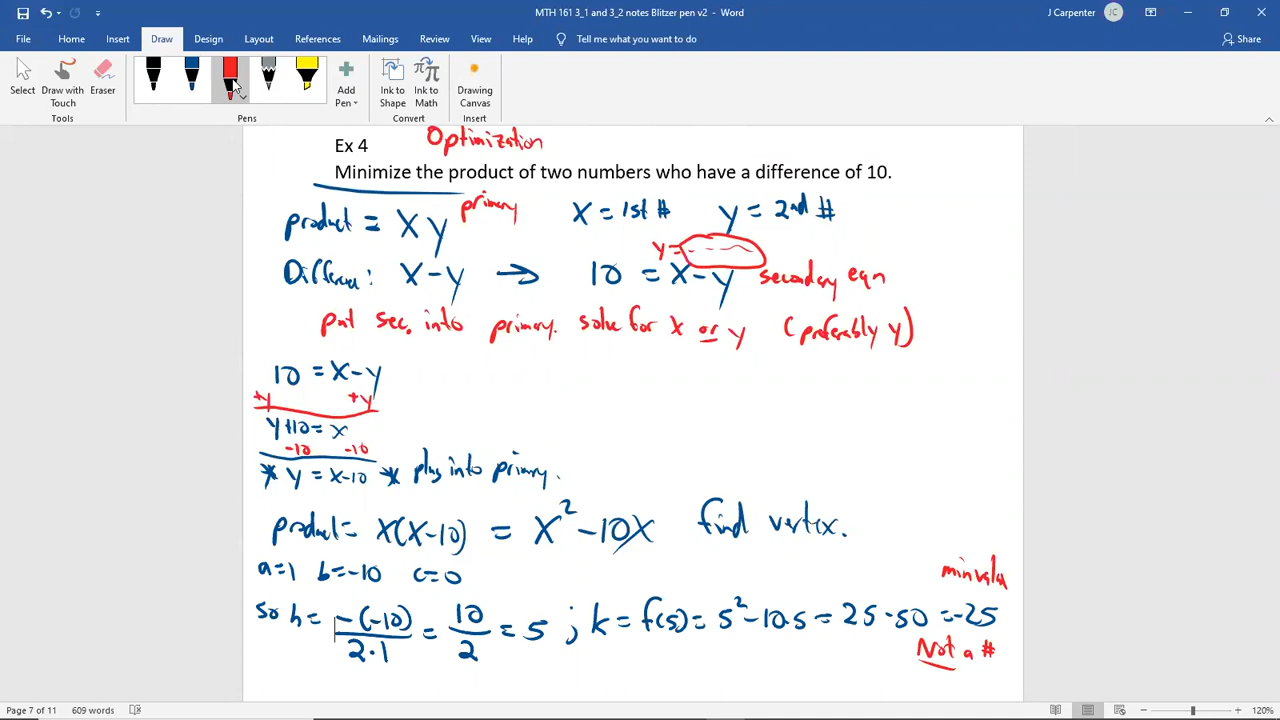 MTH 161 3_1 and 3_2 notes Blitzer pen v2 - Word
J Carpenter JC
File Home Insert Draw Design Layout References Mailings Review View Help Tell me what you want to do Share
Select Draw with Touch Eraser Add Pen Ink to Shape Ink to Math Drawing Canvas
Tools Pens Convert Insert
Ex 4 Optimization
Minimize the product of two numbers who have a difference of 10.
product = xy primary x = 1st # y = 2nd #
y =
x-y → 10 = x-y
put sec. into primary. solve for x or y (preferably y)
10 = x-y
+y +y
y+10 = x
-10 -10
* y = x-10 * plug into primary.
product = x(x-10) = x² -10x find vertex.
a=1 b=-10 c=0
min value
so h = -(-10)/2·1 = 10/2 = 5 ; k = f(5) = 5² -10·5 = 25-50 = -25
Not a #
Page 7 of 11 609 words 120%